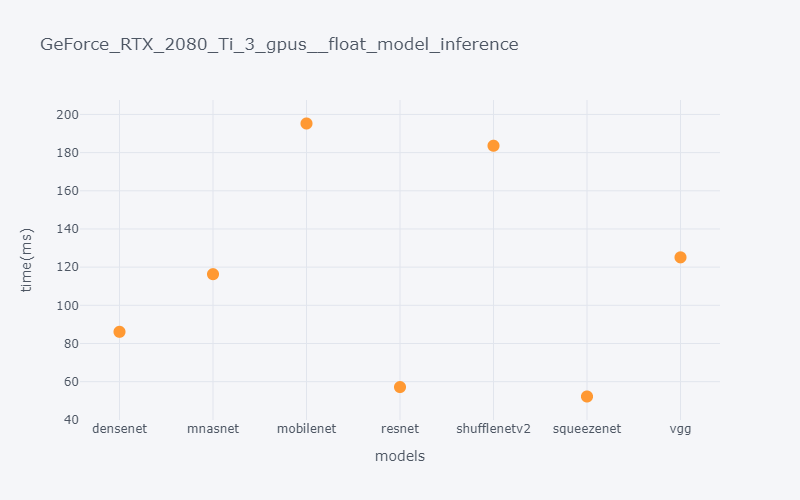 GeForce_RTX_2080_Ti_3_gpus__float_model_inference
200
180
160
140
120
100
80
60
40
time(ms)
densenet mnasnet mobilenet resnet shufflenetv2 squeezenet vgg
models